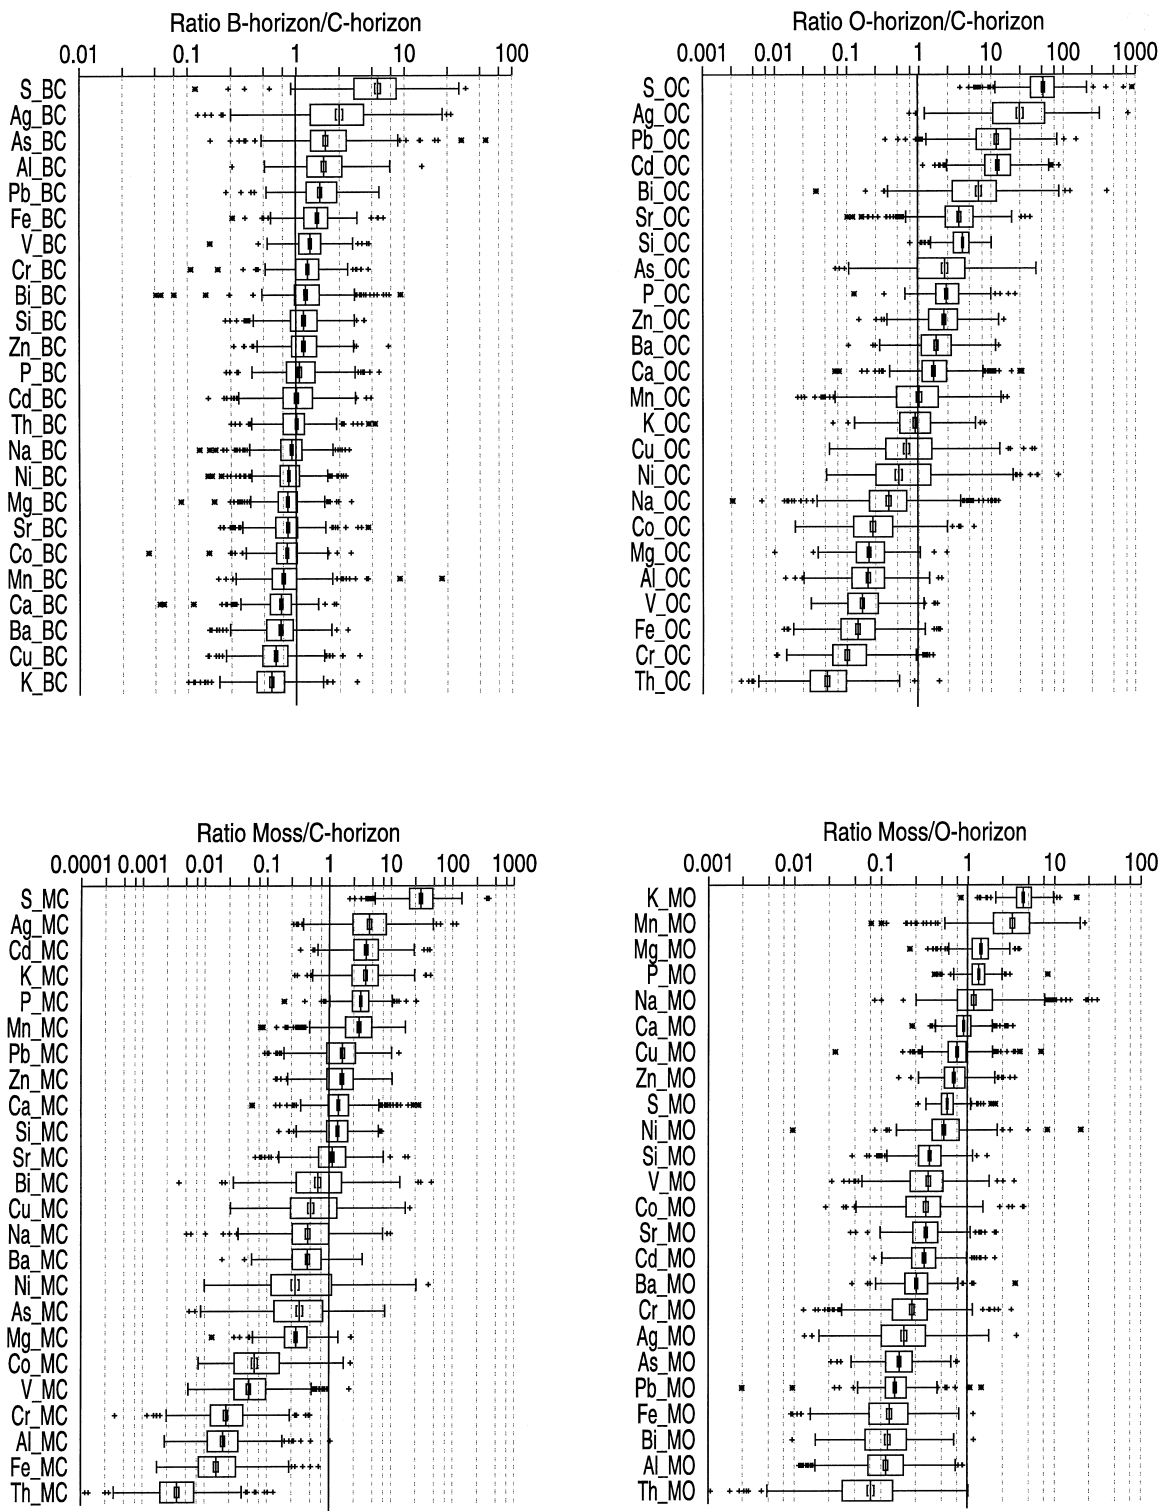 Ratio B-horizon/C-horizon
0.01 0.1 1 10 100
S_BC
Ag_BC
As_BC
Al_BC
Pb_BC
Fe_BC
V_BC
Cr_BC
Bi_BC
Si_BC
Zn_BC
P_BC
Cd_BC
Th_BC
Na_BC
Ni_BC
Mg_BC
Sr_BC
Co_BC
Mn_BC
Ca_BC
Ba_BC
Cu_BC
K_BC
Ratio O-horizon/C-horizon
0.001 0.01 0.1 1 10 100 1000
S_OC
Ag_OC
Pb_OC
Cd_OC
Bi_OC
Sr_OC
Si_OC
As_OC
P_OC
Zn_OC
Ba_OC
Ca_OC
Mn_OC
K_OC
Cu_OC
Ni_OC
Na_OC
Co_OC
Mg_OC
Al_OC
V_OC
Fe_OC
Cr_OC
Th_OC
Ratio Moss/C-horizon
0.0001 0.001 0.01 0.1 1 10 100 1000
S_MC
Ag_MC
Cd_MC
K_MC
P_MC
Mn_MC
Pb_MC
Zn_MC
Ca_MC
Si_MC
Sr_MC
Bi_MC
Cu_MC
Na_MC
Ba_MC
Ni_MC
As_MC
Mg_MC
Co_MC
V_MC
Cr_MC
Al_MC
Fe_MC
Th_MC
Ratio Moss/O-horizon
0.001 0.01 0.1 1 10 100
K_MO
Mn_MO
Mg_MO
P_MO
Na_MO
Ca_MO
Cu_MO
Zn_MO
S_MO
Ni_MO
Si_MO
V_MO
Co_MO
Sr_MO
Cd_MO
Ba_MO
Cr_MO
Ag_MO
As_MO
Pb_MO
Fe_MO
Bi_MO
Al_MO
Th_MO